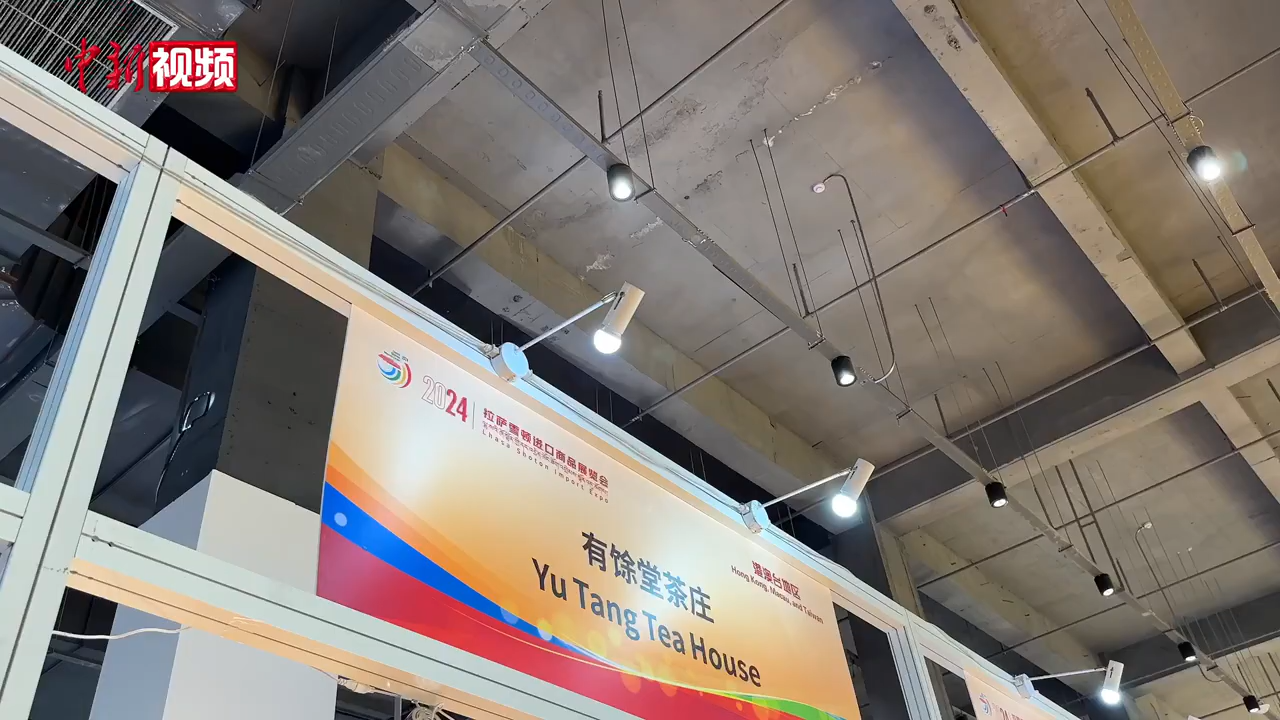 中新视频
2024
拉萨雪顿进口商品展览会
Lhasa Shoton Import Expo
有馀堂茶庄
Yu Tang Tea House
港澳台地区
Hong Kong, Macau, and Taiwan